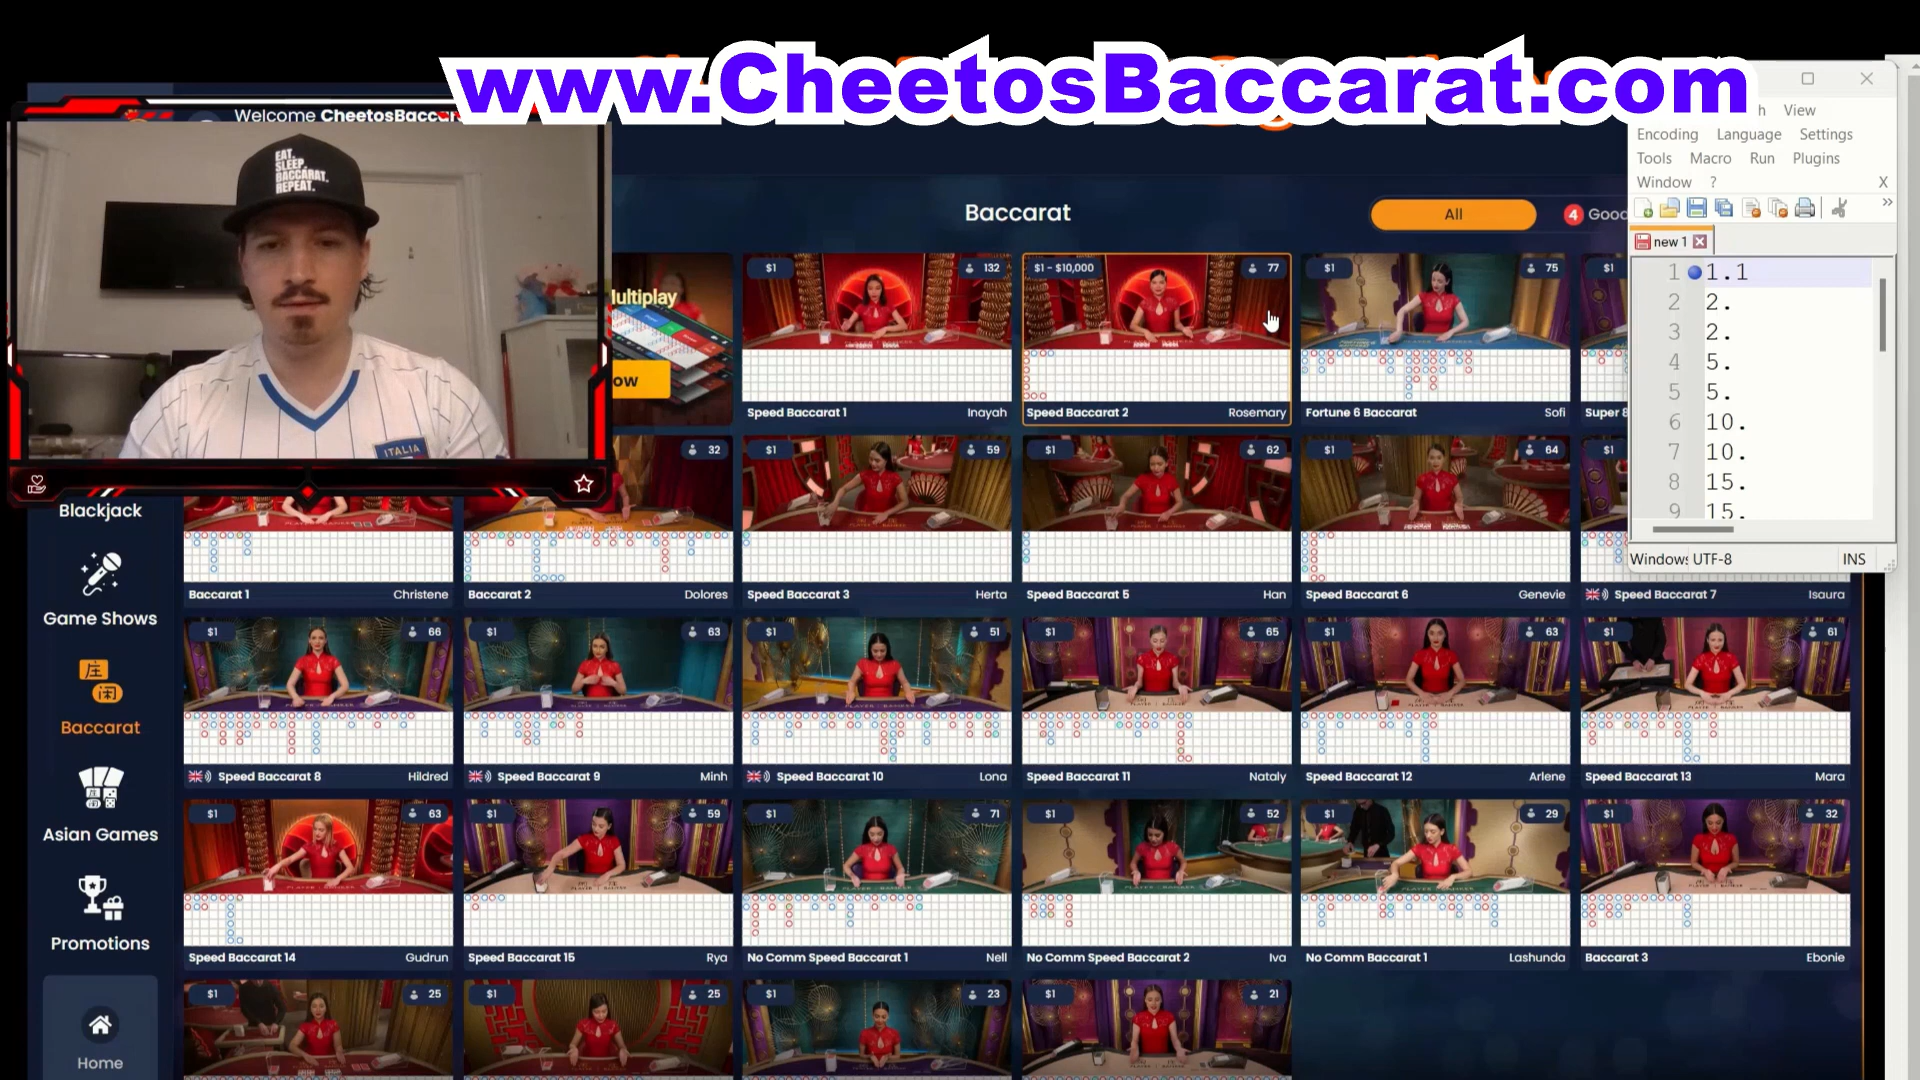 www.CheetosBaccarat.com
Welcome CheetosBaccar
EAT.
SLEEP.
BACCARAT.
REPEAT.
ITALIA
Baccarat
All
4 Good
View
Encoding Language Settings
Tools Macro Run Plugins
Window ? X
new 1
1 1.1
2 2.
3 2.
4 5.
5 5.
6 10.
7 10.
8 15.
9 15.
Windows UTF-8 INS
ultiplay
ow
$1 132
Speed Baccarat 1 Inayah
$1 - $10,000 77
Speed Baccarat 2 Rosemary
$1 75
Fortune 6 Baccarat Sofi
$1
Super 8
Baccarat 1 Christene
32
Baccarat 2 Dolores
$1 59
Speed Baccarat 3 Herta
$1 62
Speed Baccarat 5 Han
$1 64
Speed Baccarat 6 Genevie
$1
Speed Baccarat 7 Isaura
$1 66
Speed Baccarat 8 Hildred
$1 63
Speed Baccarat 9 Minh
$1 51
Speed Baccarat 10 Lona
$1 65
Speed Baccarat 11 Nataly
$1 63
Speed Baccarat 12 Arlene
$1 61
Speed Baccarat 13 Mara
$1 63
Speed Baccarat 14 Gudrun
$1 59
Speed Baccarat 15 Rya
$1 71
No Comm Speed Baccarat 1 Nell
$1 52
No Comm Speed Baccarat 2 Iva
$1 29
No Comm Baccarat 1 Lashunda
$1 32
Baccarat 3 Ebonie
$1 25
$1 25
$1 23
$1 21
Blackjack
Game Shows
庄
闲
Baccarat
Asian Games
Promotions
Home